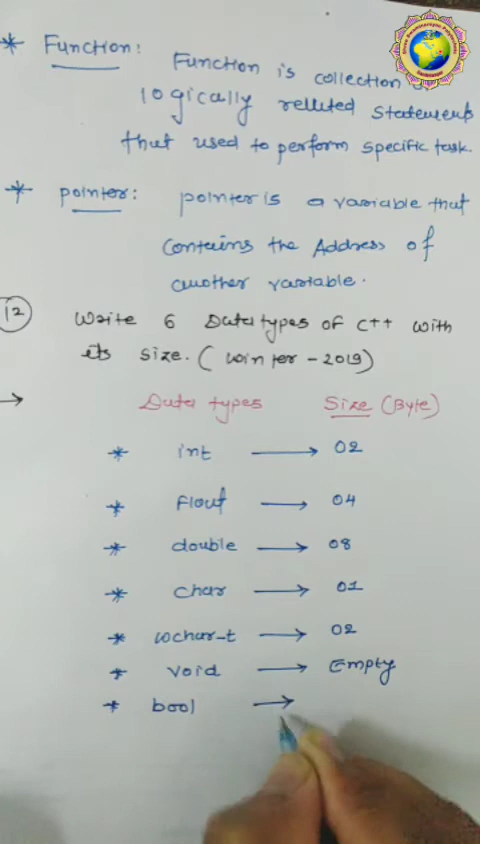 * Function: Function is collection
logically rellated statements
that used to perform specific task.
* pointer: pointer is a variable that
contains the Address of
another variable.
12 Write 6 Data types of C++ with
its size. (winter-2019)
→ Data types Size (Byte)
* int → 02
* Float → 04
* double → 08
* char → 01
* wchar-t → 02
* void → Empty
* bool →